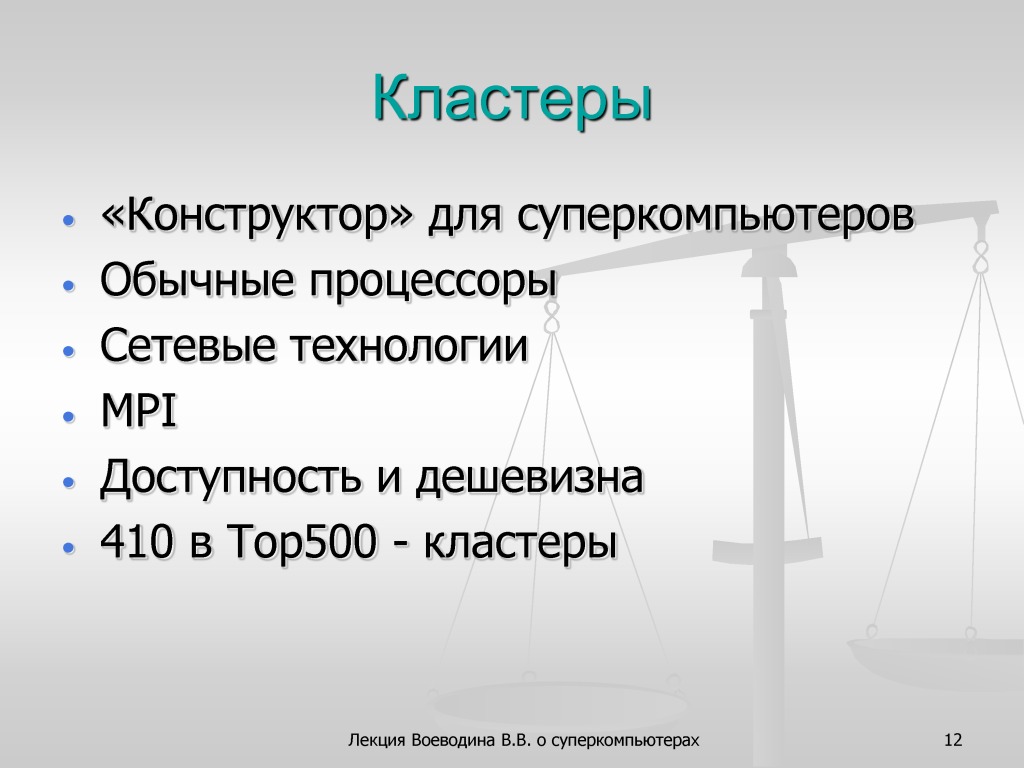 Кластеры
• «Конструктор» для суперкомпьютеров
• Обычные процессоры
• Сетевые технологии
• MPI
• Доступность и дешевизна
• 410 в Top500 - кластеры
Лекция Воеводина В.В. о суперкомпьютерах
12